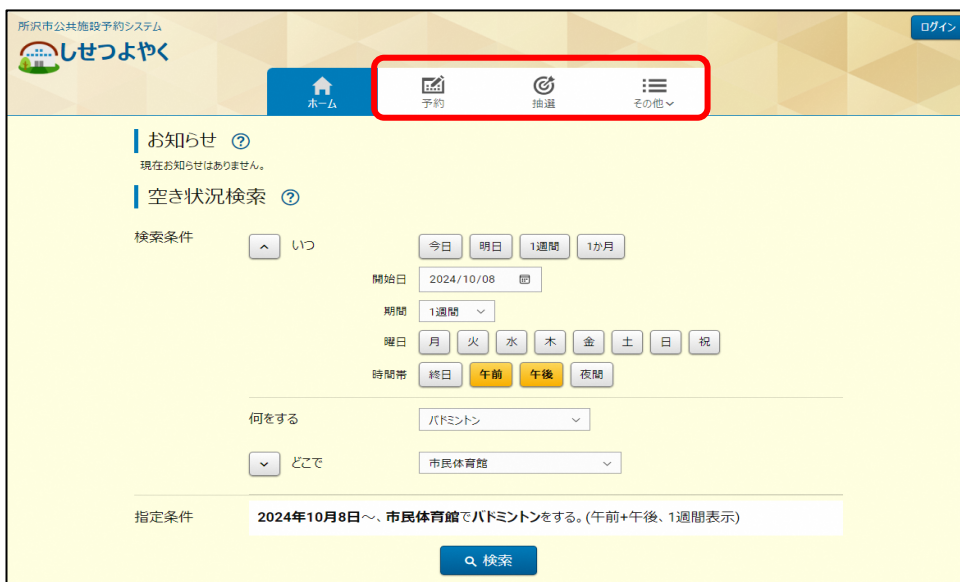 所沢市公共施設予約システム
しせつよやく
ログイン
ホーム 予約 抽選 その他
お知らせ ?
現在お知らせはありません。
空き状況検索 ?
検索条件 いつ 今日 明日 1週間 1か月
開始日 2024/10/08
期間 1週間
曜日 月 火 水 木 金 土 日 祝
時間帯 終日 午前 午後 夜間
何をする バドミントン
どこで 市民体育館
指定条件 2024年10月8日～、市民体育館でバドミントンをする。(午前+午後、1週間表示)
検索